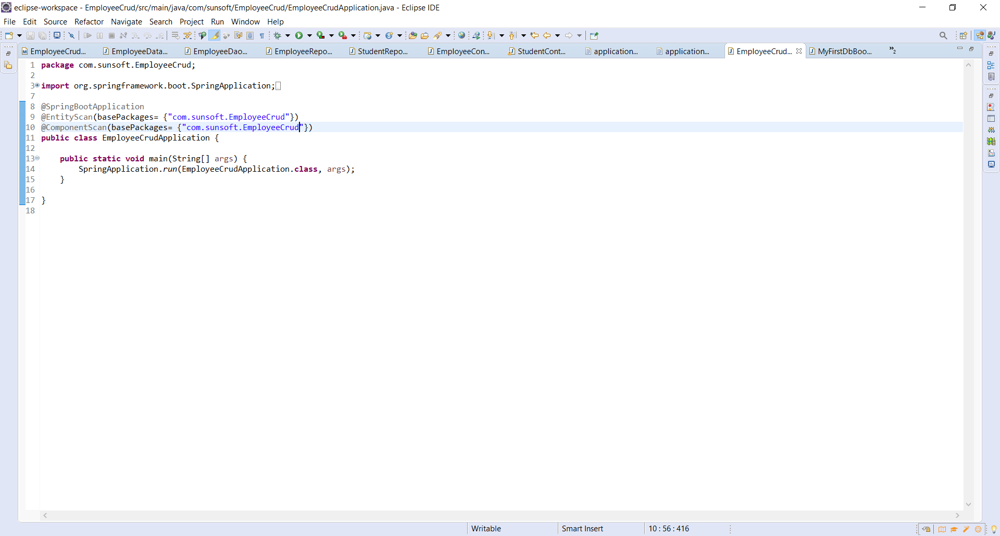 eclipse-workspace - EmployeeCrud/src/main/java/com/sunsoft/EmployeeCrud/EmployeeCrudApplication.java - Eclipse IDE
File Edit Source Refactor Navigate Search Project Run Window Help
EmployeeCrud... EmployeeData... EmployeeDao... EmployeeRepo... StudentRepo... EmployeeCon... StudentCont... application... application... EmployeeCrud... MyFirstDbBoo... »2
1 package com.sunsoft.EmployeeCrud;
2
3 import org.springframework.boot.SpringApplication;
7
8 @SpringBootApplication
9 @EntityScan(basePackages= {"com.sunsoft.EmployeeCrud"})
10 @ComponentScan(basePackages= {"com.sunsoft.EmployeeCrud"})
11 public class EmployeeCrudApplication {
12
13 public static void main(String[] args) {
14 SpringApplication.run(EmployeeCrudApplication.class, args);
15 }
16
17 }
18
Writable Smart Insert 10 : 56 : 416